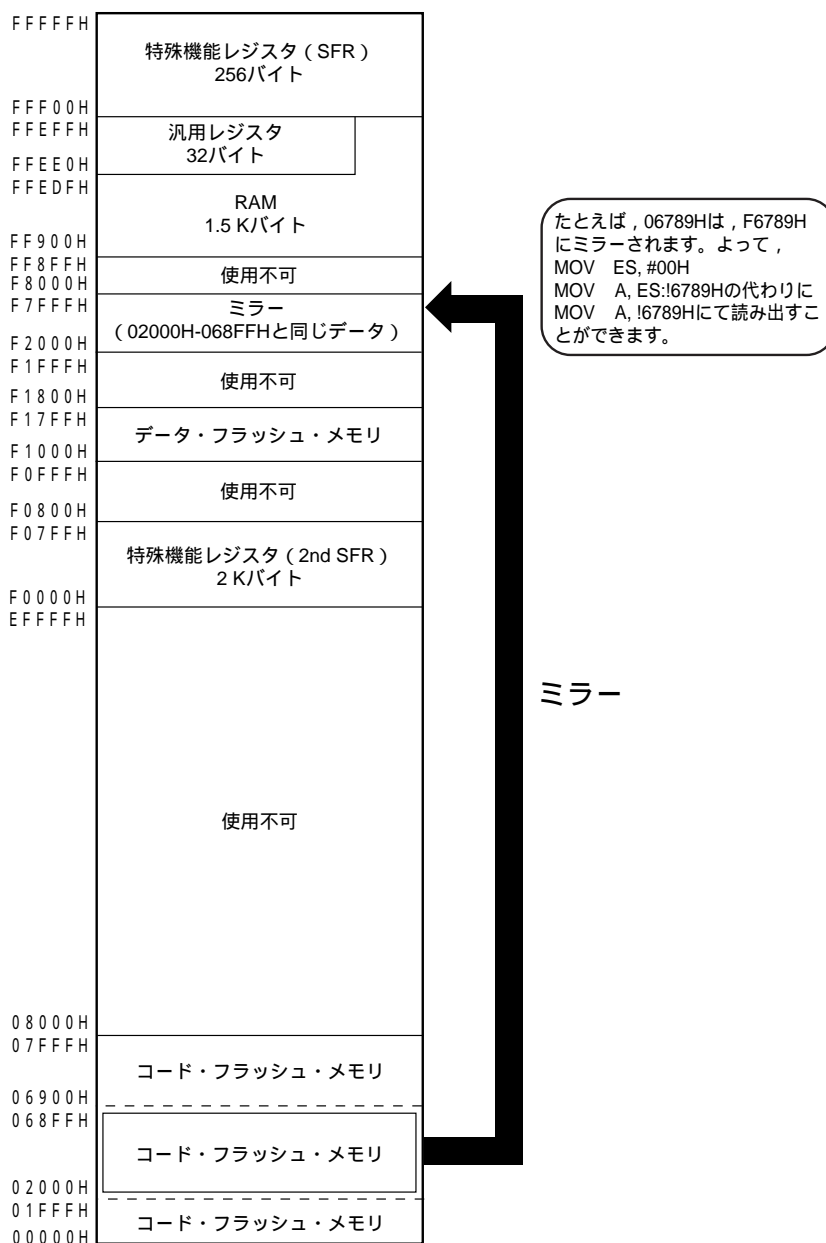 FFFFFH
特殊機能レジスタ（SFR）
256バイト
FFF00H
FFEFFH
汎用レジスタ
32バイト
FFEE0H
FFEDFH
RAM
1.5 Kバイト
FF900H
FF8FFH
使用不可
F8000H
F7FFFH
ミラー
（02000H-068FFHと同じデータ）
F2000H
F1FFFH
使用不可
F1800H
F17FFH
データ・フラッシュ・メモリ
F1000H
F0FFFH
使用不可
F0800H
F07FFH
特殊機能レジスタ（2nd SFR）
2 Kバイト
F0000H
EFFFFH
使用不可
08000H
07FFFH
コード・フラッシュ・メモリ
06900H
068FFH
コード・フラッシュ・メモリ
02000H
01FFFH
コード・フラッシュ・メモリ
00000H
たとえば，06789Hは，F6789H
にミラーされます。よって，
MOV ES, #00H
MOV A, ES:!6789Hの代わりに
MOV A, !6789Hにて読み出すこ
とができます。
ミラー